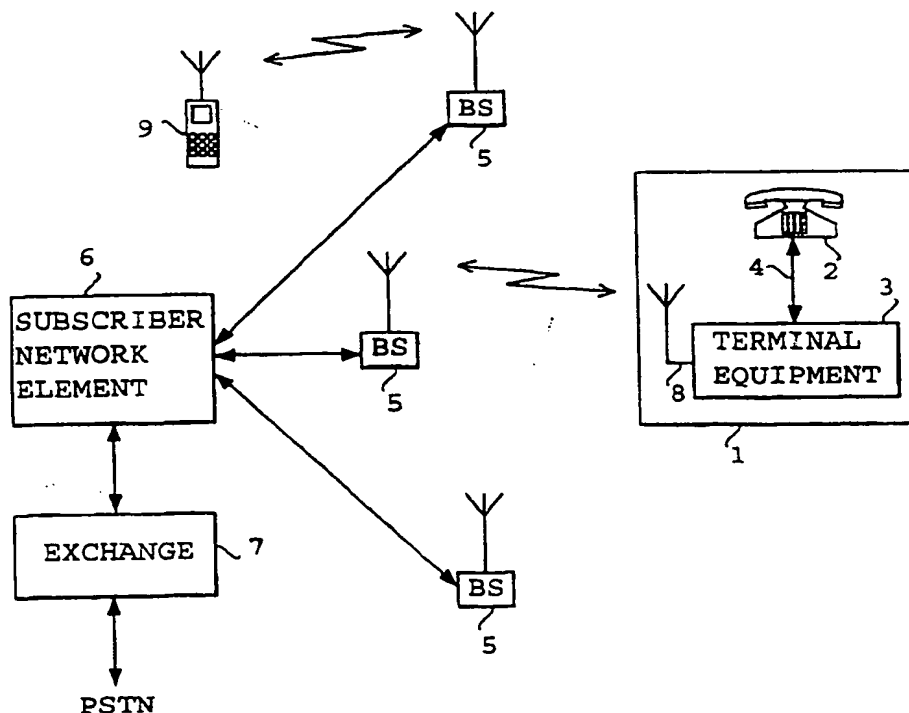 9
BS
5
6
SUBSCRIBER
NETWORK
ELEMENT
BS
5
4
2
3
TERMINAL
EQUIPMENT
8
1
EXCHANGE
7
BS
5
PSTN